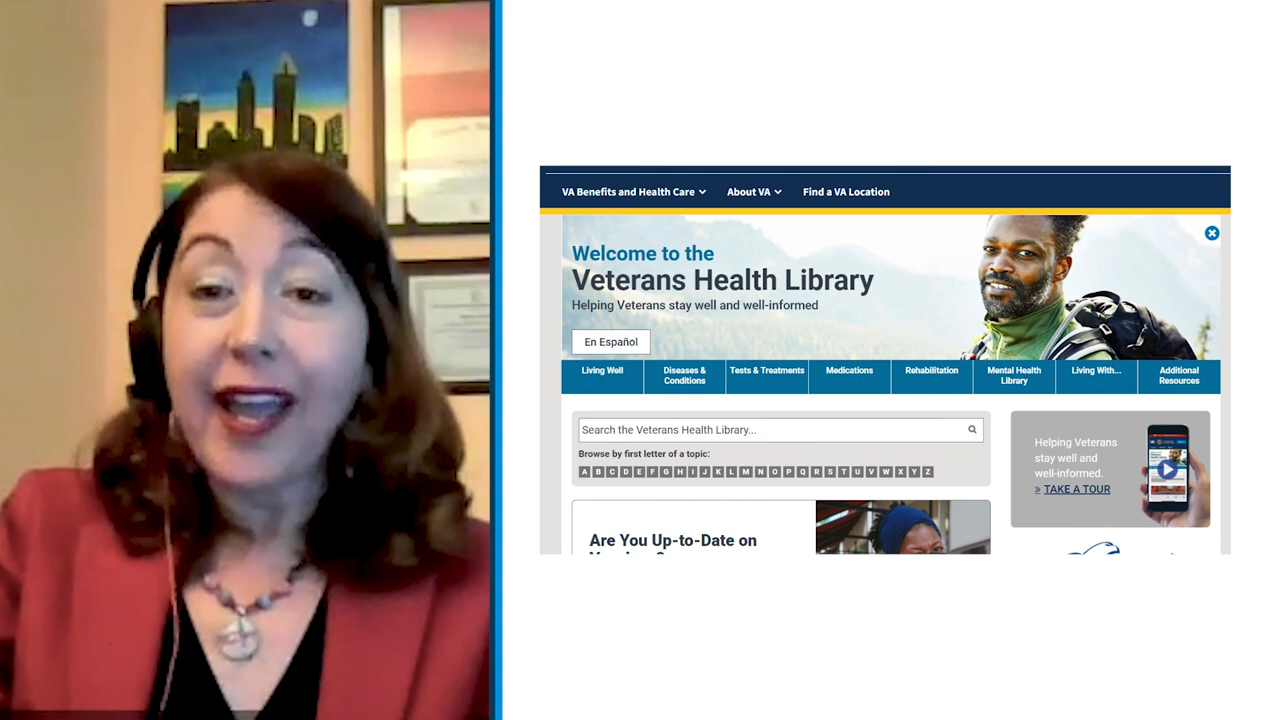 VA Benefits and Health Care
About VA
Find a VA Location
Welcome to the
Veterans Health Library
Helping Veterans stay well and well-informed
En Español
Living Well
Diseases &
Conditions
Tests & Treatments
Medications
Rehabilitation
Mental Health
Library
Living With...
Additional
Resources
Search the Veterans Health Library...
Browse by first letter of a topic:
A B C D E F G H I J K L M N O P Q R S T U V W X Y Z
Helping Veterans
stay well and
well-informed.
» TAKE A TOUR
Are You Up-to-Date on